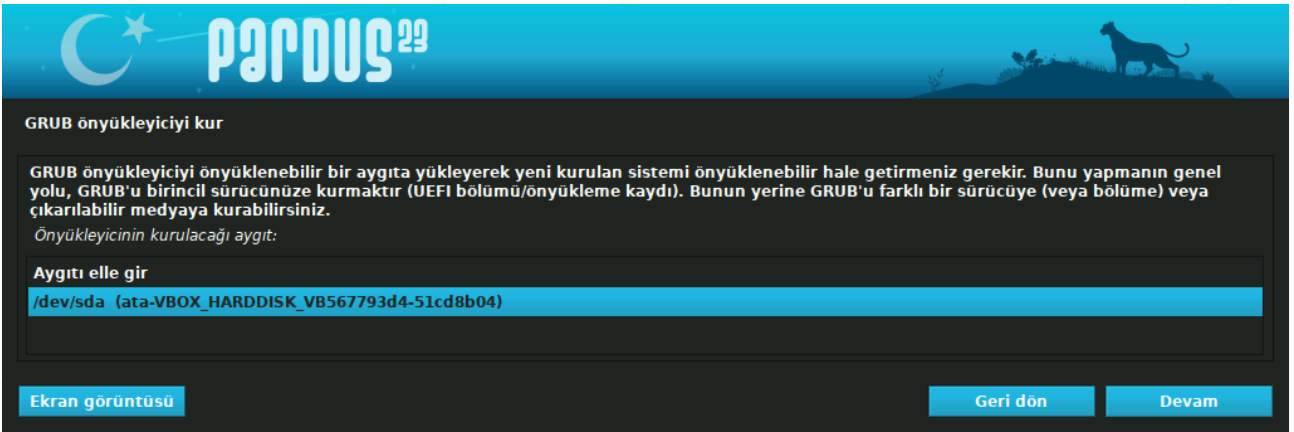 PARDUS 23
GRUB önyükleyiciyi kur
GRUB önyükleyiciyi önyüklenebilir bir aygıta yükleyerek yeni kurulan sistemi önyüklenebilir hale getirmeniz gerekir. Bunu yapmanın genel
yolu, GRUB'u birincil sürücünüze kurmaktır (UEFI bölümü/önyükleme kaydı). Bunun yerine GRUB'u farklı bir sürücüye (veya bölüme) veya
çıkarılabilir medyaya kurabilirsiniz.
Önyükleyicinin kurulacağı aygıt:
Aygıtı elle gir
/dev/sda (ata-VBOX_HARDDISK_VB567793d4-51cd8b04)
Ekran görüntüsü
Geri dön
Devam